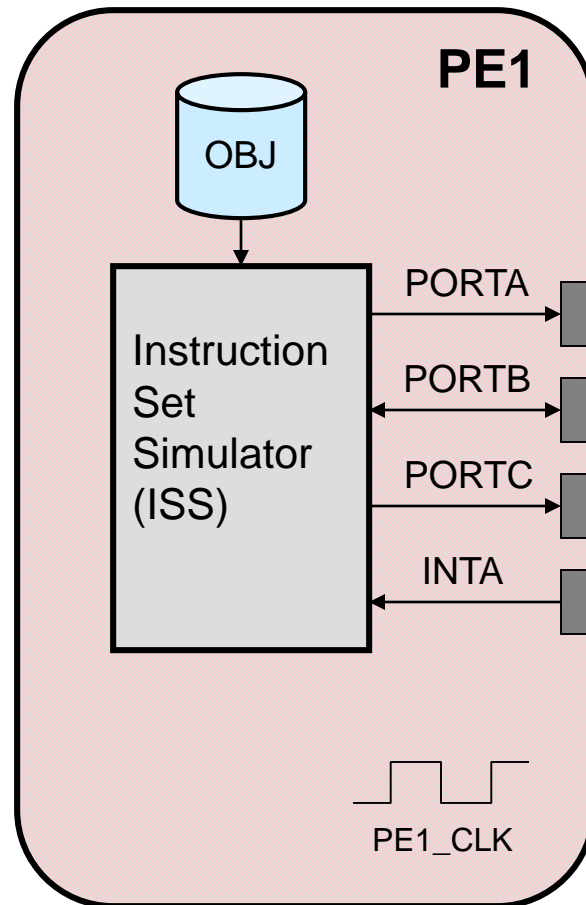 PE1
OBJ
Instruction
Set
Simulator
(ISS)
PORTA
PORTB
PORTC
INTA
PE1_CLK